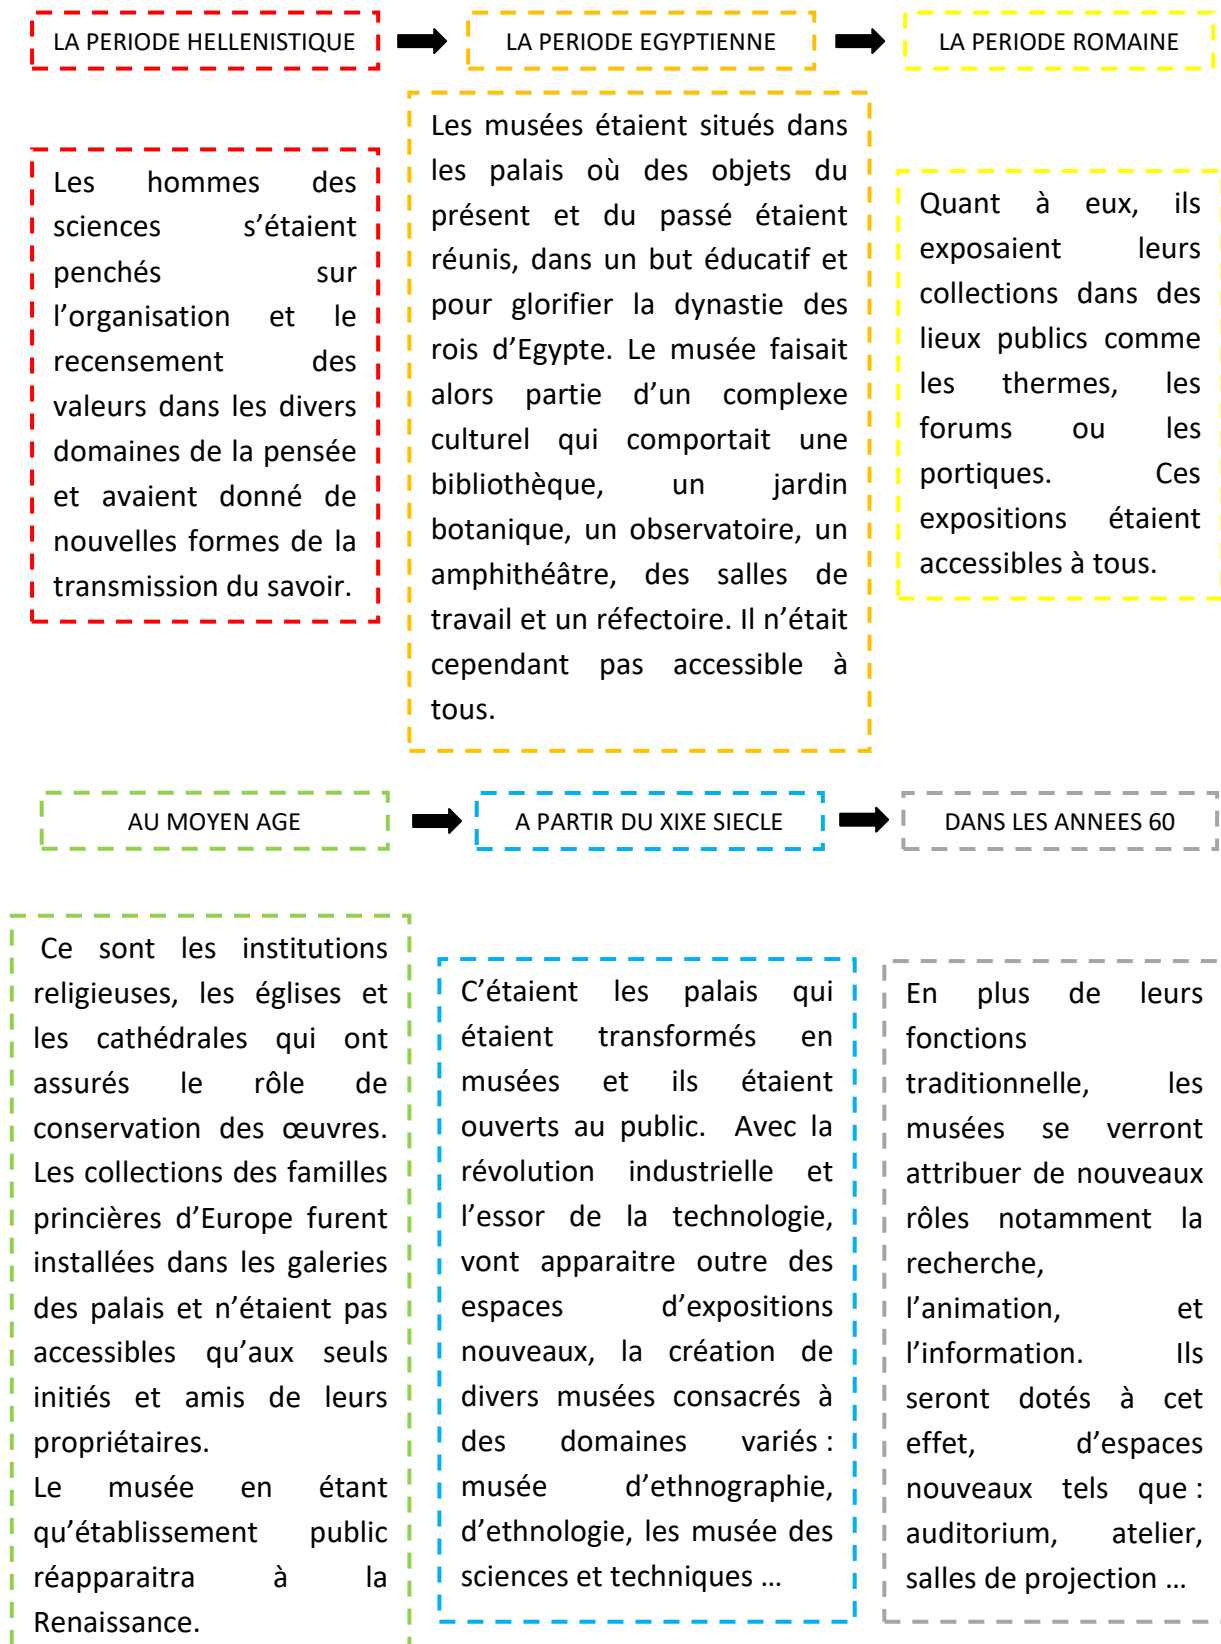 LA PERIODE HELLENISTIQUE
LA PERIODE EGYPTIENNE
LA PERIODE ROMAINE
Les hommes des
sciences s’étaient
penchés sur
l’organisation et le
recensement des
valeurs dans les divers
domaines de la pensée
et avaient donné de
nouvelles formes de la
transmission du savoir.
Les musées étaient situés dans
les palais où des objets du
présent et du passé étaient
réunis, dans un but éducatif et
pour glorifier la dynastie des
rois d’Egypte. Le musée faisait
alors partie d’un complexe
culturel qui comportait une
bibliothèque, un jardin
botanique, un observatoire, un
amphithéâtre, des salles de
travail et un réfectoire. Il n’était
cependant pas accessible à
tous.
Quant à eux, ils
exposaient leurs
collections dans des
lieux publics comme
les thermes, les
forums ou les
portiques. Ces
expositions étaient
accessibles à tous.
AU MOYEN AGE
A PARTIR DU XIXE SIECLE
DANS LES ANNEES 60
Ce sont les institutions
religieuses, les églises et
les cathédrales qui ont
assurés le rôle de
conservation des œuvres.
Les collections des familles
princières d’Europe furent
installées dans les galeries
des palais et n’étaient pas
accessibles qu’aux seuls
initiés et amis de leurs
propriétaires.
Le musée en étant
qu’établissement public
réapparaitra à la
Renaissance.
C’étaient les palais qui
étaient transformés en
musées et ils étaient
ouverts au public. Avec la
révolution industrielle et
l’essor de la technologie,
vont apparaitre outre des
espaces d’expositions
nouveaux, la création de
divers musées consacrés à
des domaines variés :
musée d’ethnographie,
d’ethnologie, les musée des
sciences et techniques …
En plus de leurs
fonctions
traditionnelle, les
musées se verront
attribuer de nouveaux
rôles notamment la
recherche,
l’animation, et
l’information. Ils
seront dotés à cet
effet, d’espaces
nouveaux tels que :
auditorium, atelier,
salles de projection …